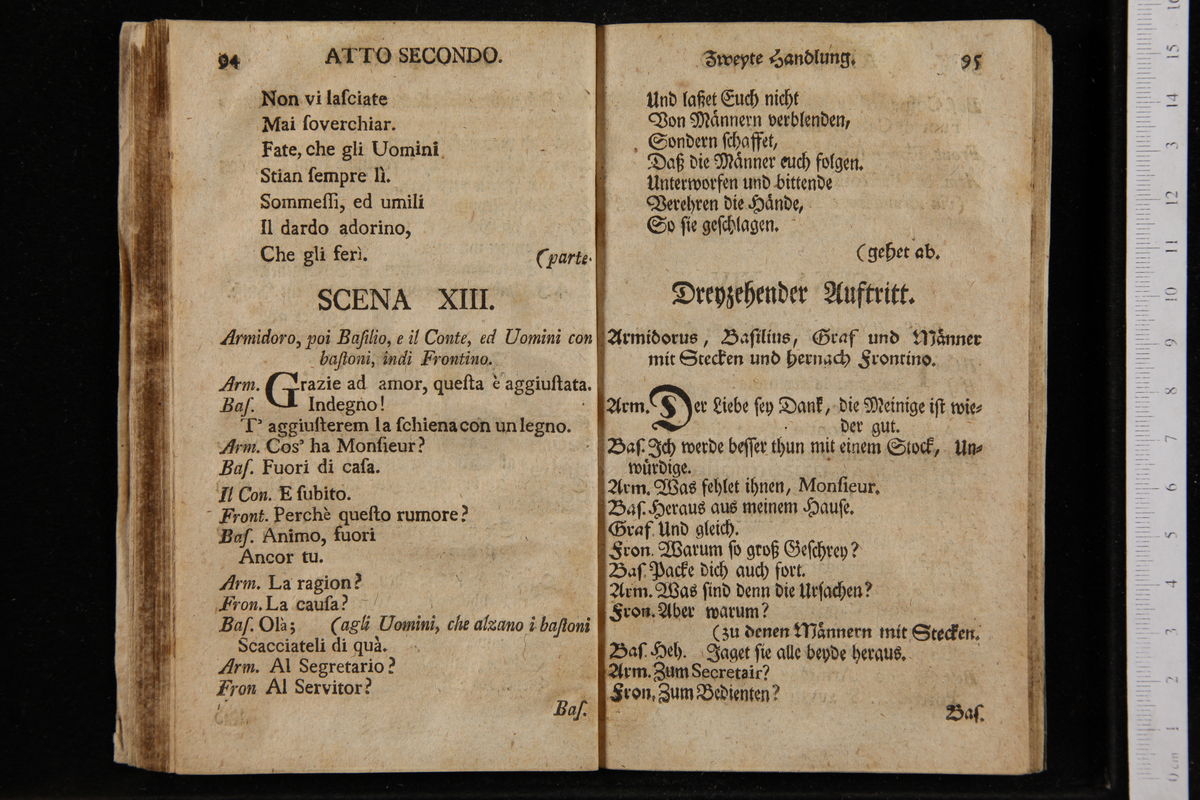 94
ATTO SECONDO.
Non vi laſciate
Mai ſoverchiar.
Fate, che gli Uomini
Stian ſempre lì.
Sommeſſi, ed umili
Il dardo adorino,
Che gli ferì.
(parte.
SCENA XIII.
Armidoro, poi Baſilio, e il Conte, ed Uomini con
baſtoni, indi Frontino.
Arm. Grazie ad amor, queſta è aggiuſtata.
Baſ. Indegno!
T' aggiuſterem la ſchiena con un legno.
Arm. Cos' ha Monſieur?
Baſ. Fuori di caſa.
Il Con. E ſubito.
Front. Perchè queſto rumore?
Baſ. Animo, fuori
Ancor tu.
Arm. La ragion?
Fron. La cauſa?
Baſ. Olà; (agli Uomini, che alzano i baſtoni
Scacciateli di quà.
Arm. Al Segretario?
Fron Al Servitor?
Baſ.
Zweyte Handlung.
95
Und laßet Euch nicht
Von Männern verblenden,
Sondern ſchaffet,
Daß die Männer euch folgen.
Unterworfen und bittende
Verehren die Hände,
So ſie geſchlagen.
(gehet ab.
Dreyzehender Auftritt.
Armidorus, Baſilius, Graf und Männer
mit Stecken und hernach Frontino.
Arm. Der Liebe ſey Dank, die Meinige iſt wie-
der gut.
Baſ. Ich werde beſſer thun mit einem Stock, Un-
würdige.
Arm. Was fehlet ihnen, Monſieur.
Baſ. Heraus aus meinem Hauſe.
Graf. Und gleich.
Fron. Warum ſo groß Geſchrey?
Baſ. Packe dich auch fort.
Arm. Was ſind denn die Urſachen?
Fron. Aber warum?
(zu denen Männern mit Stecken.
Baſ. Heh. Jaget ſie alle beyde heraus.
Arm. Zum Secretair?
Fron. Zum Bedienten?
Baſ.